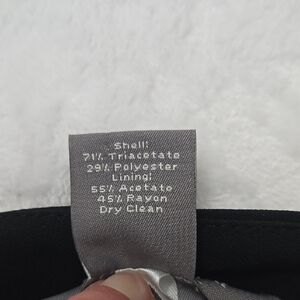 Shell:
71% Triacetate
29% Polyester
Lining:
55% Acetate
45% Rayon
Dry Clean